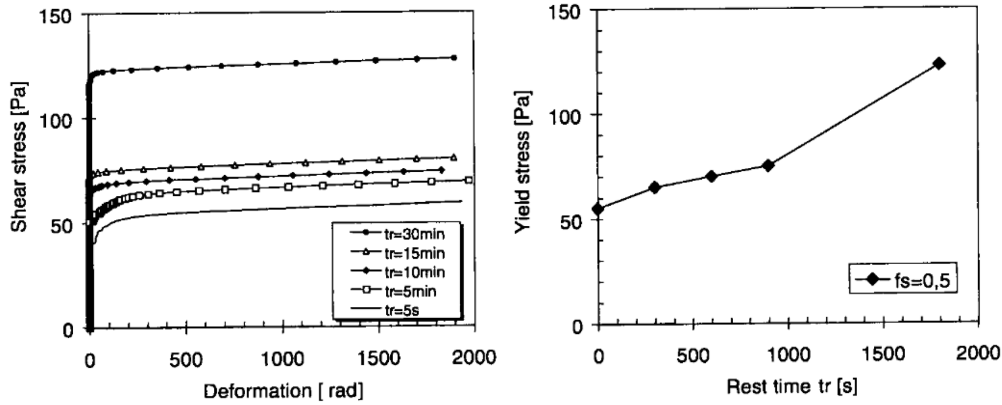 150
100
50
0
Shear stress [Pa]
tr=30min
tr=15min
tr=10min
tr=5min
tr=5s
0 500 1000 1500 2000
Deformation [ rad]
150
100
50
0
Yield stress [Pa]
fs=0,5
0 500 1000 1500 2000
Rest time tr [s]